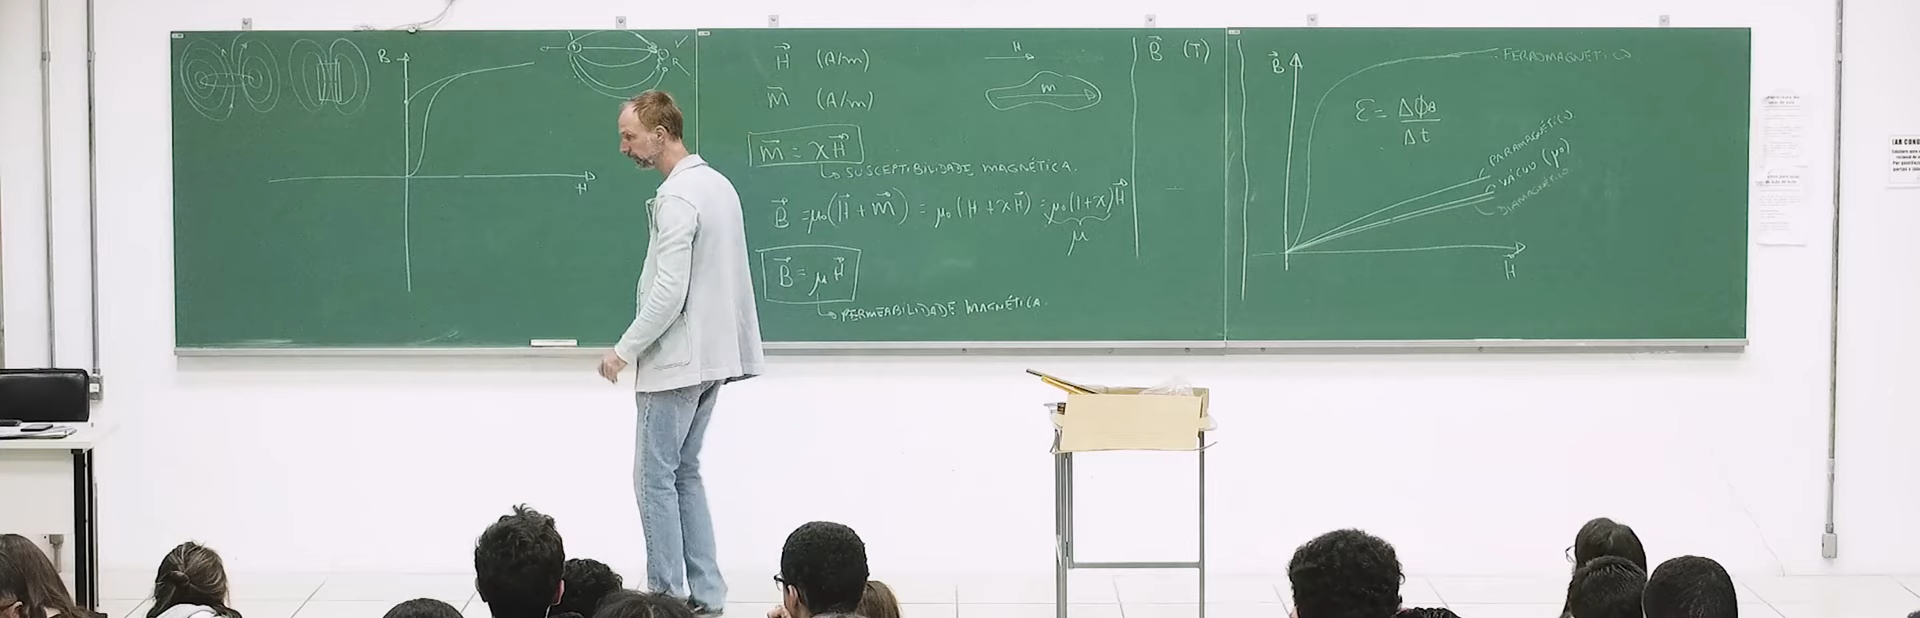 B
H
R
P
H⃗ (A/m)
H
B⃗ (T)
m⃗ (A/m)
m
m⃗ = χH⃗
↳ SUSCEPTIBILIDADE MAGNÉTICA.
B⃗ = μ₀(H⃗ + m⃗) = μ₀(H + χH⃗) = μ₀(1+χ)H⃗
μ
B⃗ = μH⃗
↳ PERMEABILIDADE MAGNÉTICA.
B⃗
FERROMAGNÉTICO
ε = ΔΦB/Δt
PARAMAGNÉTICO
VÁCUO (μ₀)
DIAMAGNÉTICO
H⃗